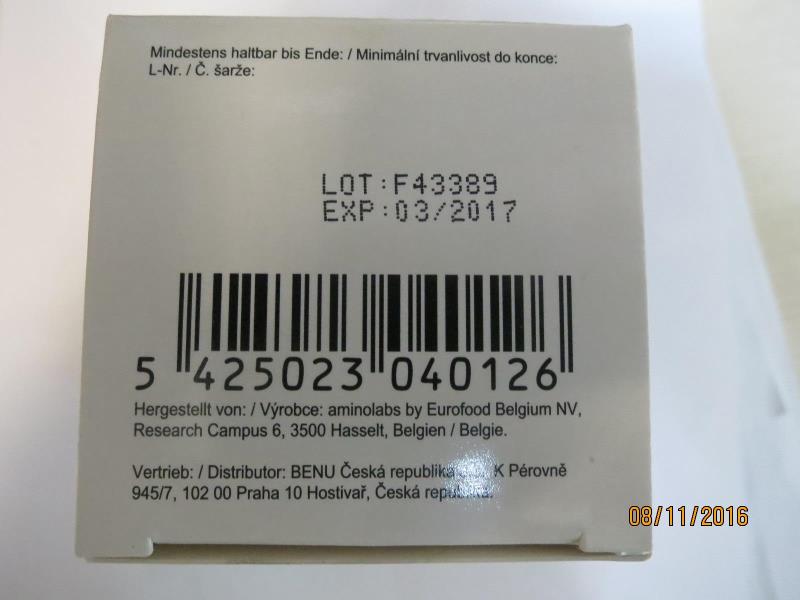 Mindestens haltbar bis Ende: / Minimální trvanlivost do konce:
L-Nr. / Č. šarže:
LOT:F43389
EXP:03/2017
5 425023 040126
Hergestellt von: / Výrobce: aminolabs by Eurofood Belgium NV,
Research Campus 6, 3500 Hasselt, Belgien / Belgie.
Vertrieb: / Distributor: BENU Česká republika K Pérovně
945/7, 102 00 Praha 10 Hostivař, Česká republika.
08/11/2016